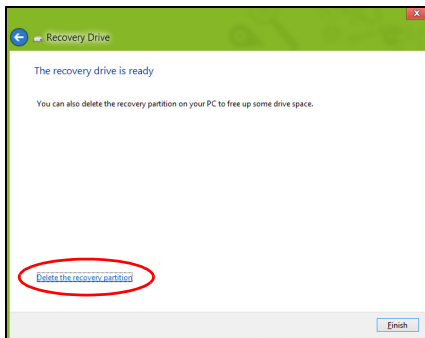 Recovery Drive
The recovery drive is ready
You can also delete the recovery partition on your PC to free up some drive space.
Delete the recovery partition
Finish